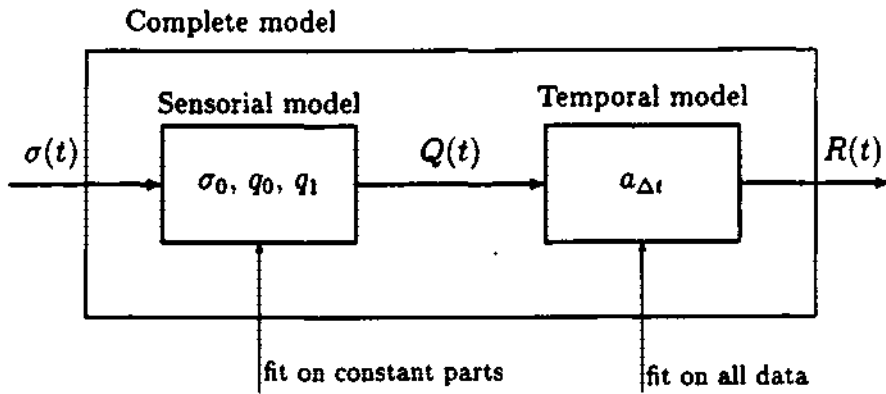 Complete model
Sensorial model
Temporal model
σ(t)
σ₀, q₀, q₁
Q(t)
a_Δt
R(t)
fit on constant parts
fit on all data